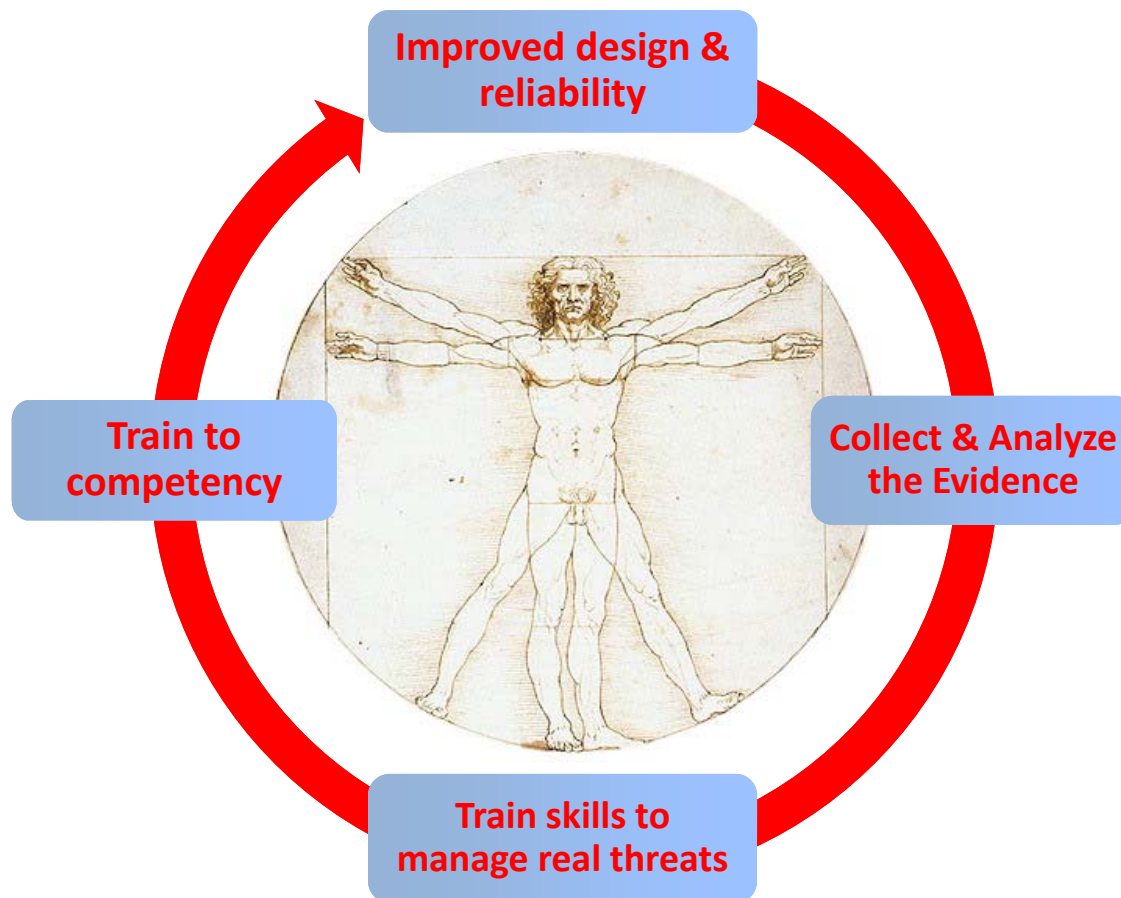 Improved design &
reliability
Collect & Analyze
the Evidence
Train skills to
manage real threats
Train to
competency